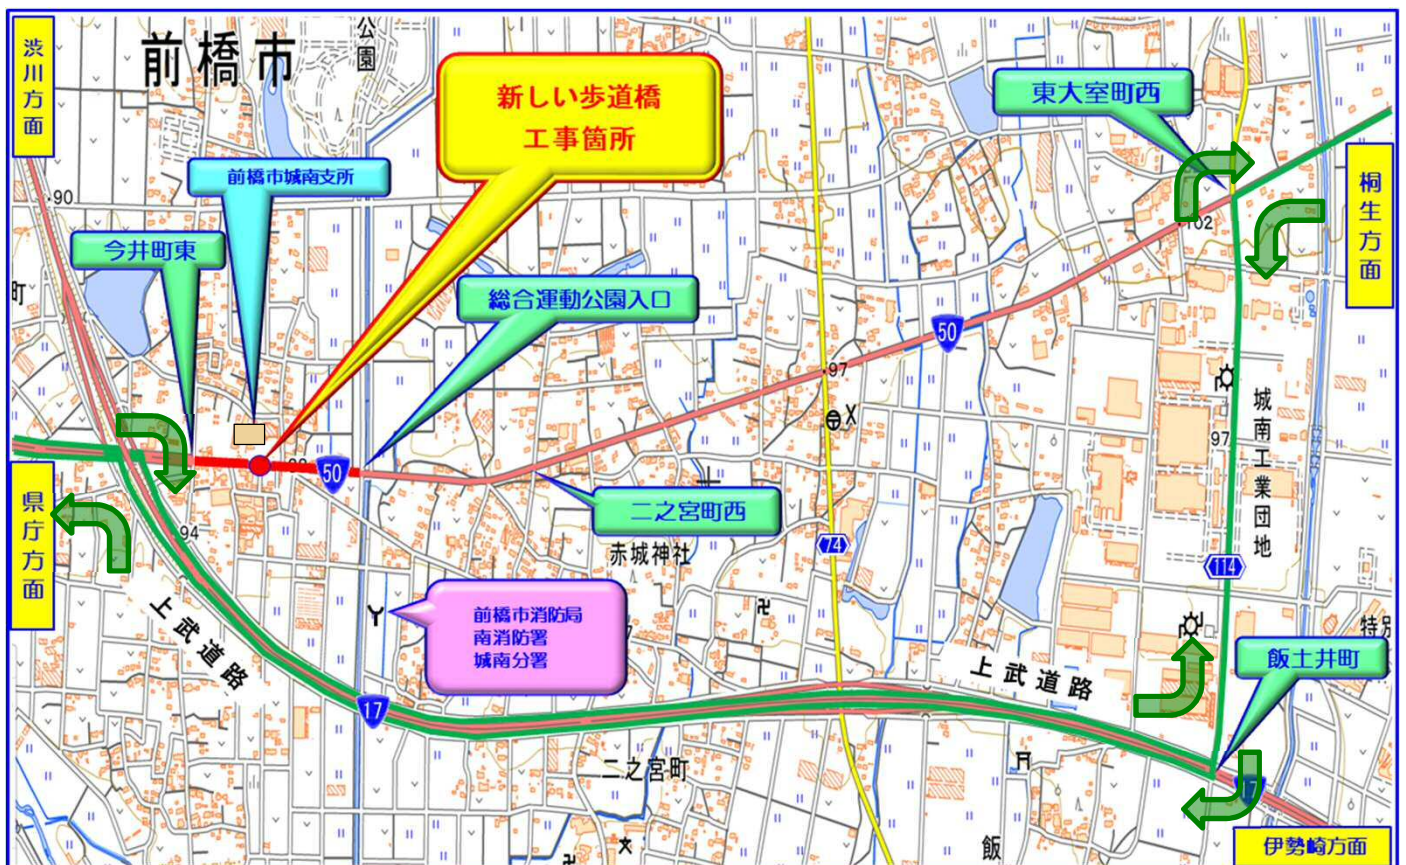 渋川方面
前橋市
公園
新しい歩道橋
工事箇所
東大室町西
前橋市城南支所
桐生方面
90
102
今井町東
町
総合運動公園入口
50
97
城南工業団地
97
50
県庁方面
二之宮町西
94
赤城神社
74
114
上武道路
前橋市消防局
南消防署
城南分署
特別
飯土井町
上武道路
17
二之宮町
17
飯
伊勢崎方面